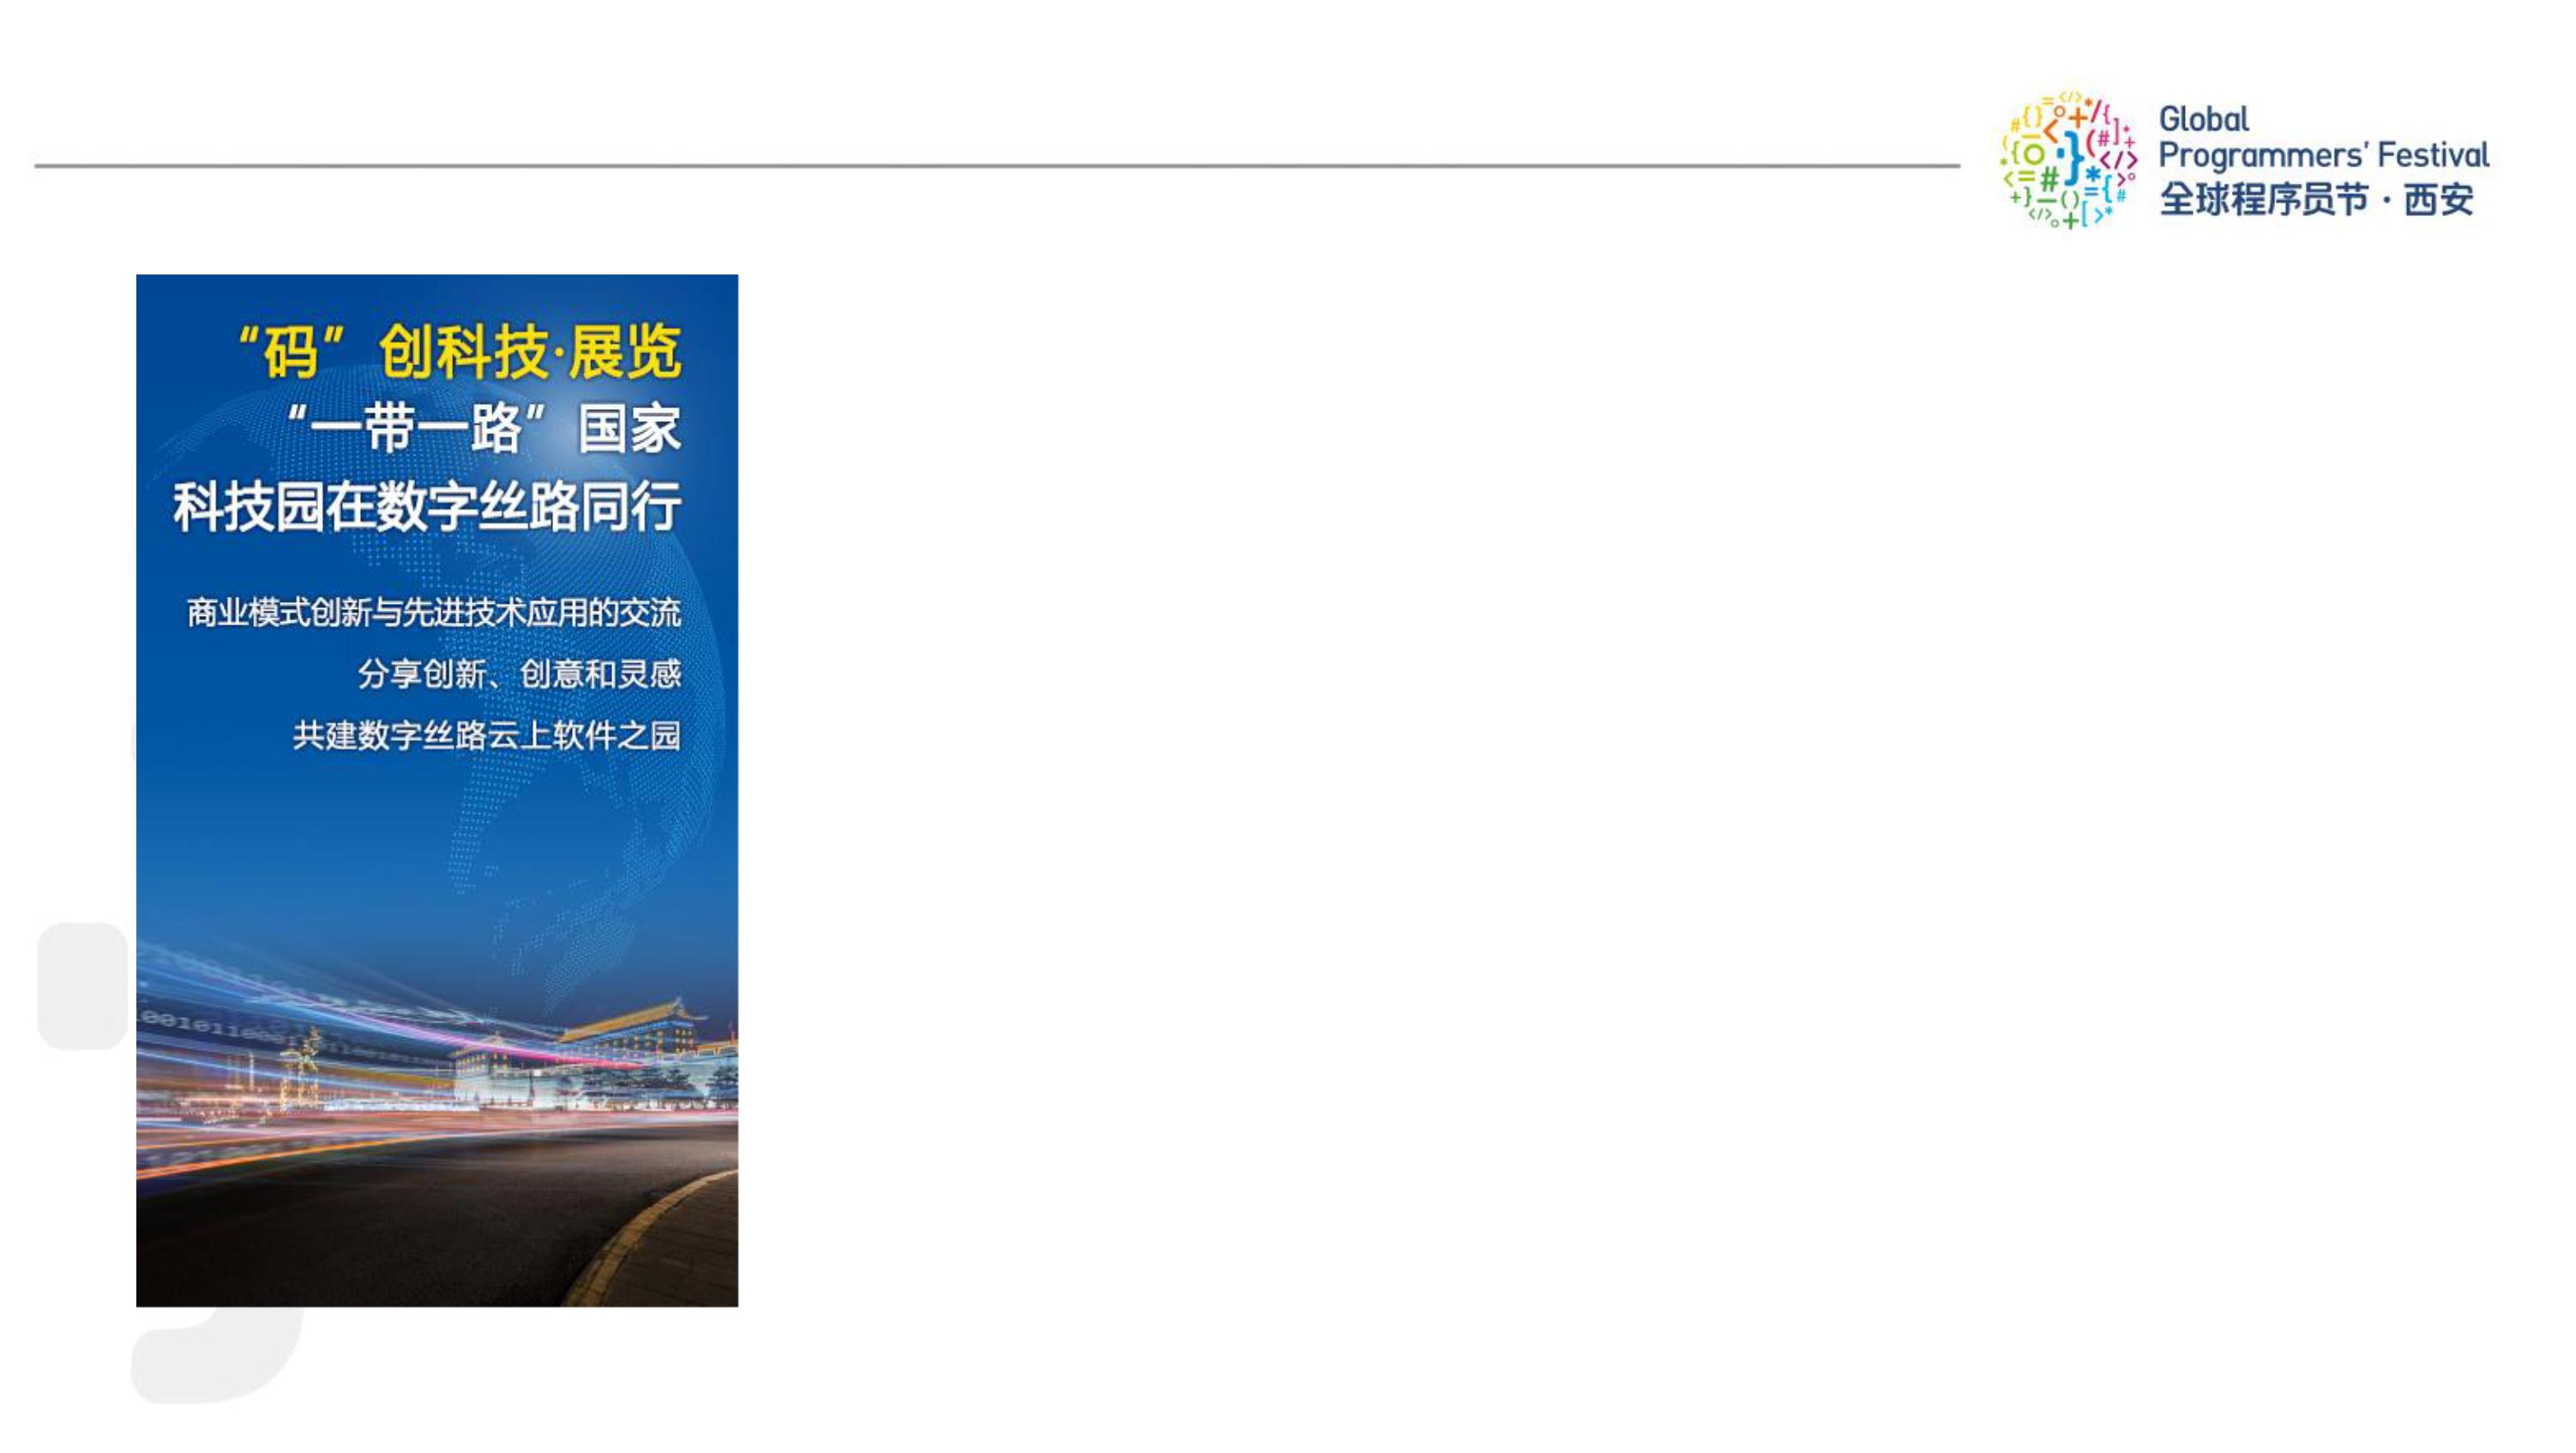 Global
Programmers' Festival
全球程序员节·西安
“码”创科技·展览
“一带一路”国家
科技园在数字丝路同行
商业模式创新与先进技术应用的交流
分享创新、创意和灵感
共建数字丝路云上软件之园